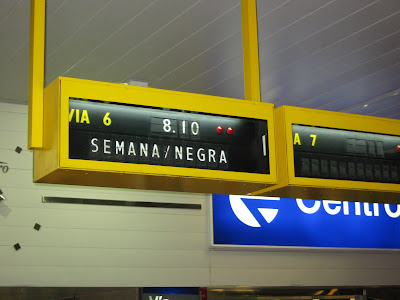 VIA 6 8.10
SEMANA/NEGRA
A 7
Centro